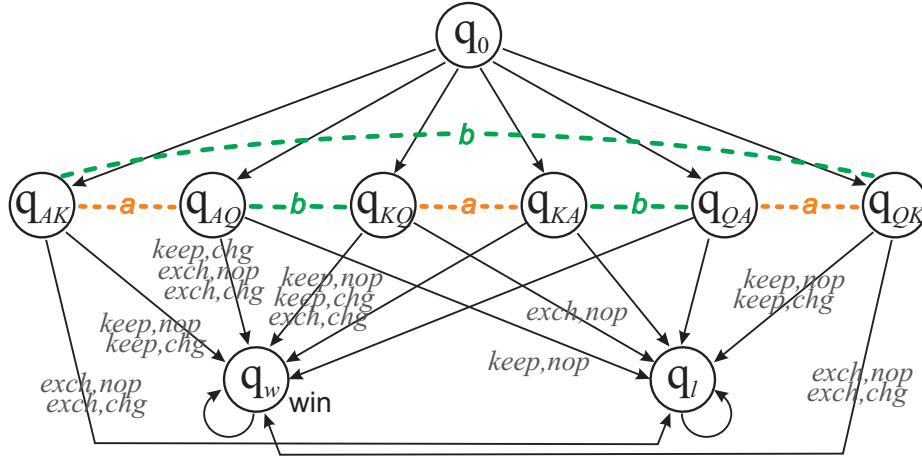 q0
b
qAK
a
qAQ
b
qKQ
a
qKA
b
qQA
a
qQK
keep,chg
exch,nop
exch,chg
keep,nop
keep,chg
exch,chg
keep,nop
keep,chg
exch,nop
keep,nop
keep,chg
keep,nop
exch,nop
exch,chg
exch,nop
exch,chg
qw
win
ql